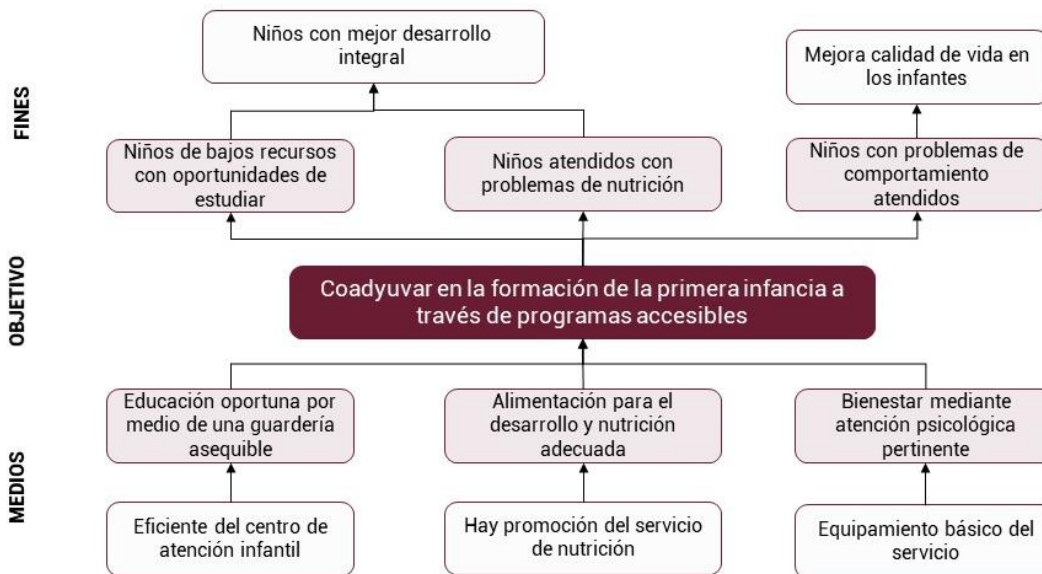 Niños con mejor desarrollo
integral
Mejora calidad de vida en
los infantes
FINES
Niños de bajos recursos
con oportunidades de
estudiar
Niños atendidos con
problemas de nutrición
Niños con problemas de
comportamiento
atendidos
OBJETIVO
Coadyuvar en la formación de la primera infancia a
través de programas accesibles
MEDIOS
Educación oportuna por
medio de una guardería
asequible
Alimentación para el
desarrollo y nutrición
adecuada
Bienestar mediante
atención psicológica
pertinente
Eficiente del centro de
atención infantil
Hay promoción del servicio
de nutrición
Equipamiento básico del
servicio